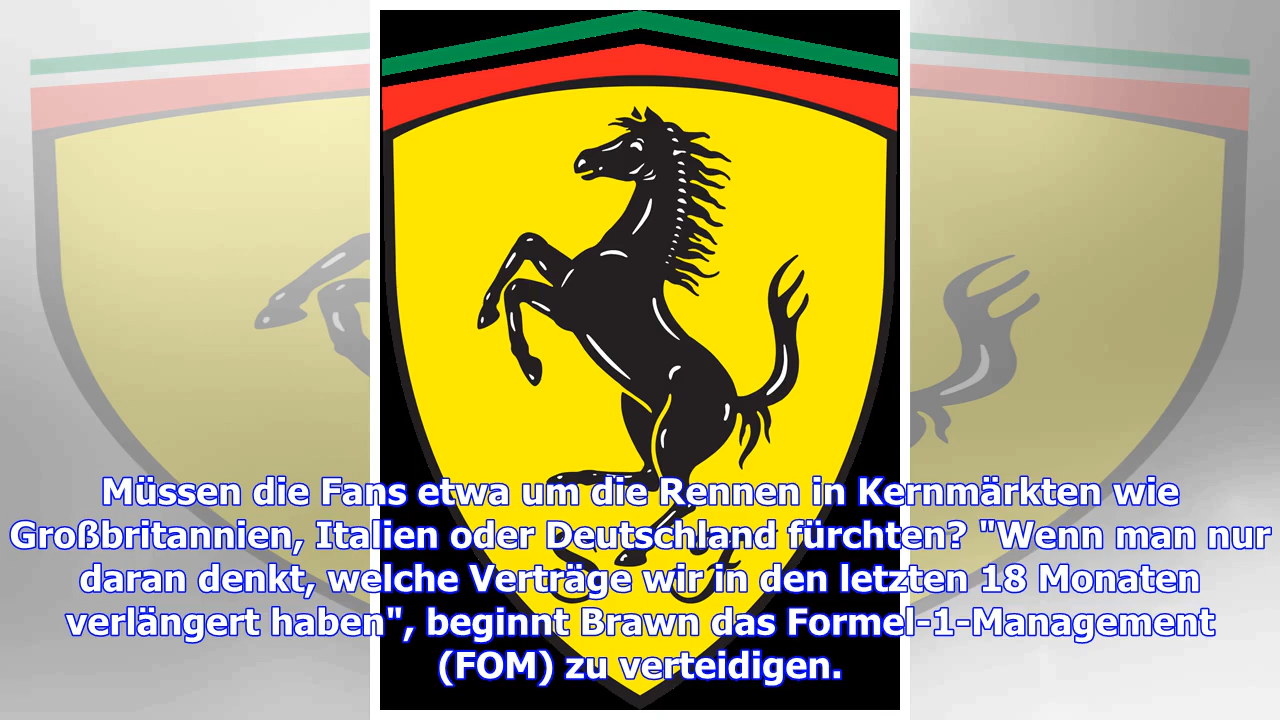 Müssen die Fans etwa um die Rennen in Kernmärkten wie
Großbritannien, Italien oder Deutschland fürchten? "Wenn man nur
daran denkt, welche Verträge wir in den letzten 18 Monaten
verlängert haben", beginnt Brawn das Formel-1-Management
(FOM) zu verteidigen.